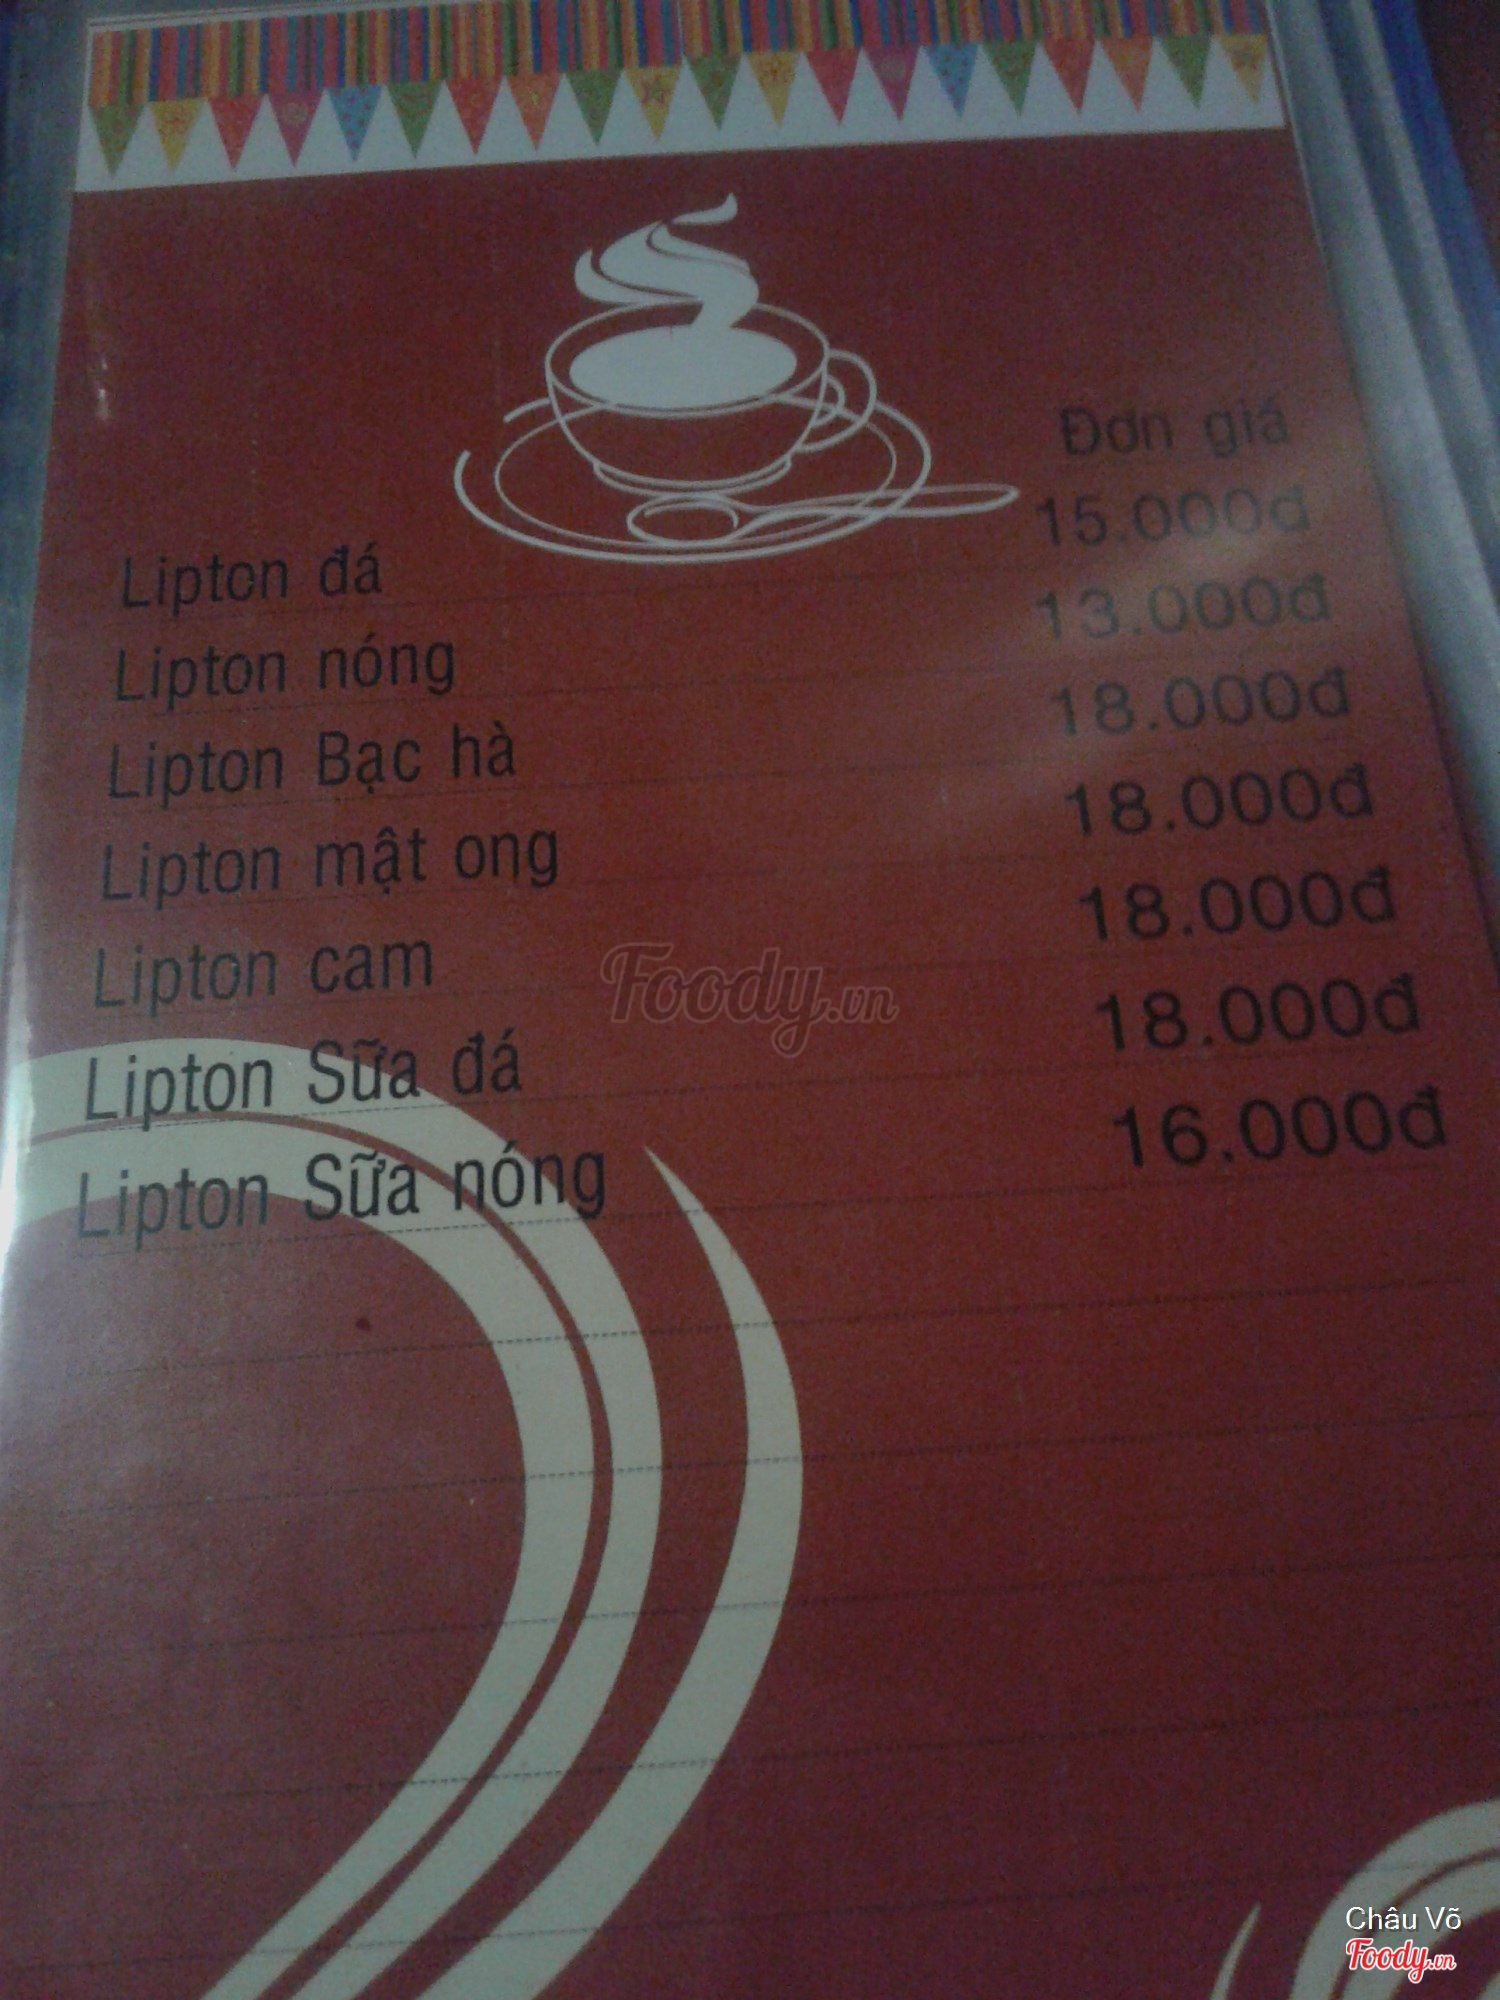 Đơn giá
Lipton đá 15.000đ
Lipton nóng 13.000đ
Lipton Bạc hà 18.000đ
Lipton mật ong 18.000đ
Lipton cam 18.000đ
Lipton Sữa đá 18.000đ
Lipton Sữa nóng 16.000đ
Foody.vn
Châu Võ
Foody.vn